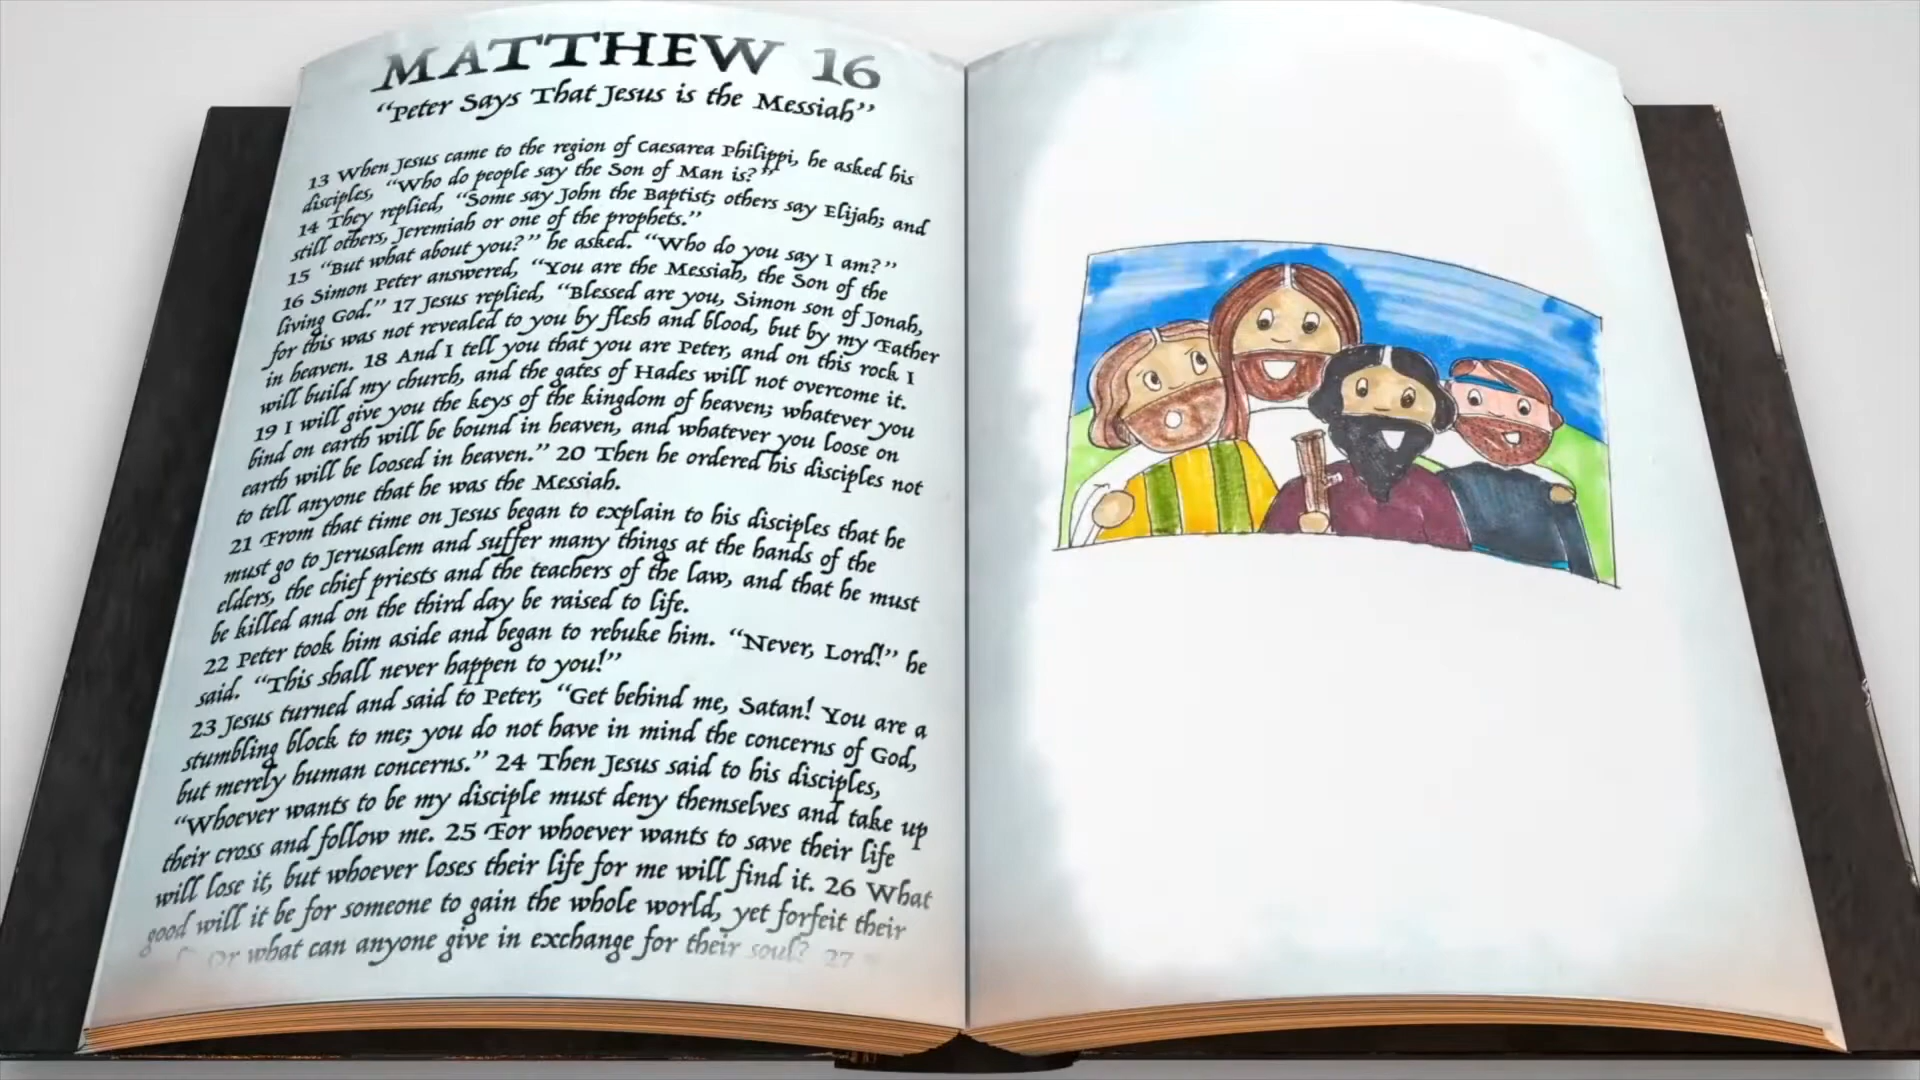 MATTHEW 16
“Peter Says That Jesus is the Messiah”
13 When Jesus came to the region of Caesarea Philippi, he asked his
disciples, “Who do people say the Son of Man is?”
14 They replied, “Some say John the Baptist; others say Elijah; and
still others, Jeremiah or one of the prophets.”
15 “But what about you?” he asked. “Who do you say I am?”
16 Simon Peter answered, “You are the Messiah, the Son of the
living God.” 17 Jesus replied, “Blessed are you, Simon son of Jonah,
for this was not revealed to you by flesh and blood, but by my Father
in heaven. 18 And I tell you that you are Peter, and on this rock I
will build my church, and the gates of Hades will not overcome it.
19 I will give you the keys of the kingdom of heaven; whatever you
bind on earth will be bound in heaven, and whatever you loose on
earth will be loosed in heaven.” 20 Then he ordered his disciples not
to tell anyone that he was the Messiah.
21 From that time on Jesus began to explain to his disciples that he
must go to Jerusalem and suffer many things at the hands of the
elders, the chief priests and the teachers of the law, and that he must
be killed and on the third day be raised to life.
22 Peter took him aside and began to rebuke him. “Never, Lord!” he
said. “This shall never happen to you!”
23 Jesus turned and said to Peter, “Get behind me, Satan! You are a
stumbling block to me; you do not have in mind the concerns of God,
but merely human concerns.” 24 Then Jesus said to his disciples,
“Whoever wants to be my disciple must deny themselves and take up
their cross and follow me. 25 For whoever wants to save their life
will lose it, but whoever loses their life for me will find it. 26 What
good will it be for someone to gain the whole world, yet forfeit their
Or what can anyone give in exchange for their soul? 27